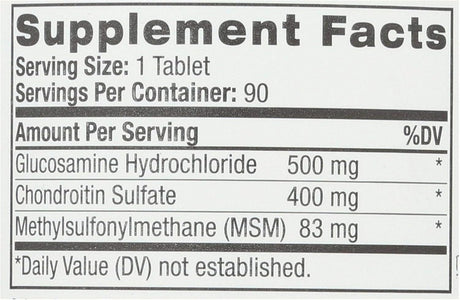 Supplement Facts
Serving Size: 1 Tablet
Servings Per Container: 90
Amount Per Serving %DV
Glucosamine Hydrochloride 500 mg *
Chondroitin Sulfate 400 mg *
Methylsulfonylmethane (MSM) 83 mg *
*Daily Value (DV) not established.